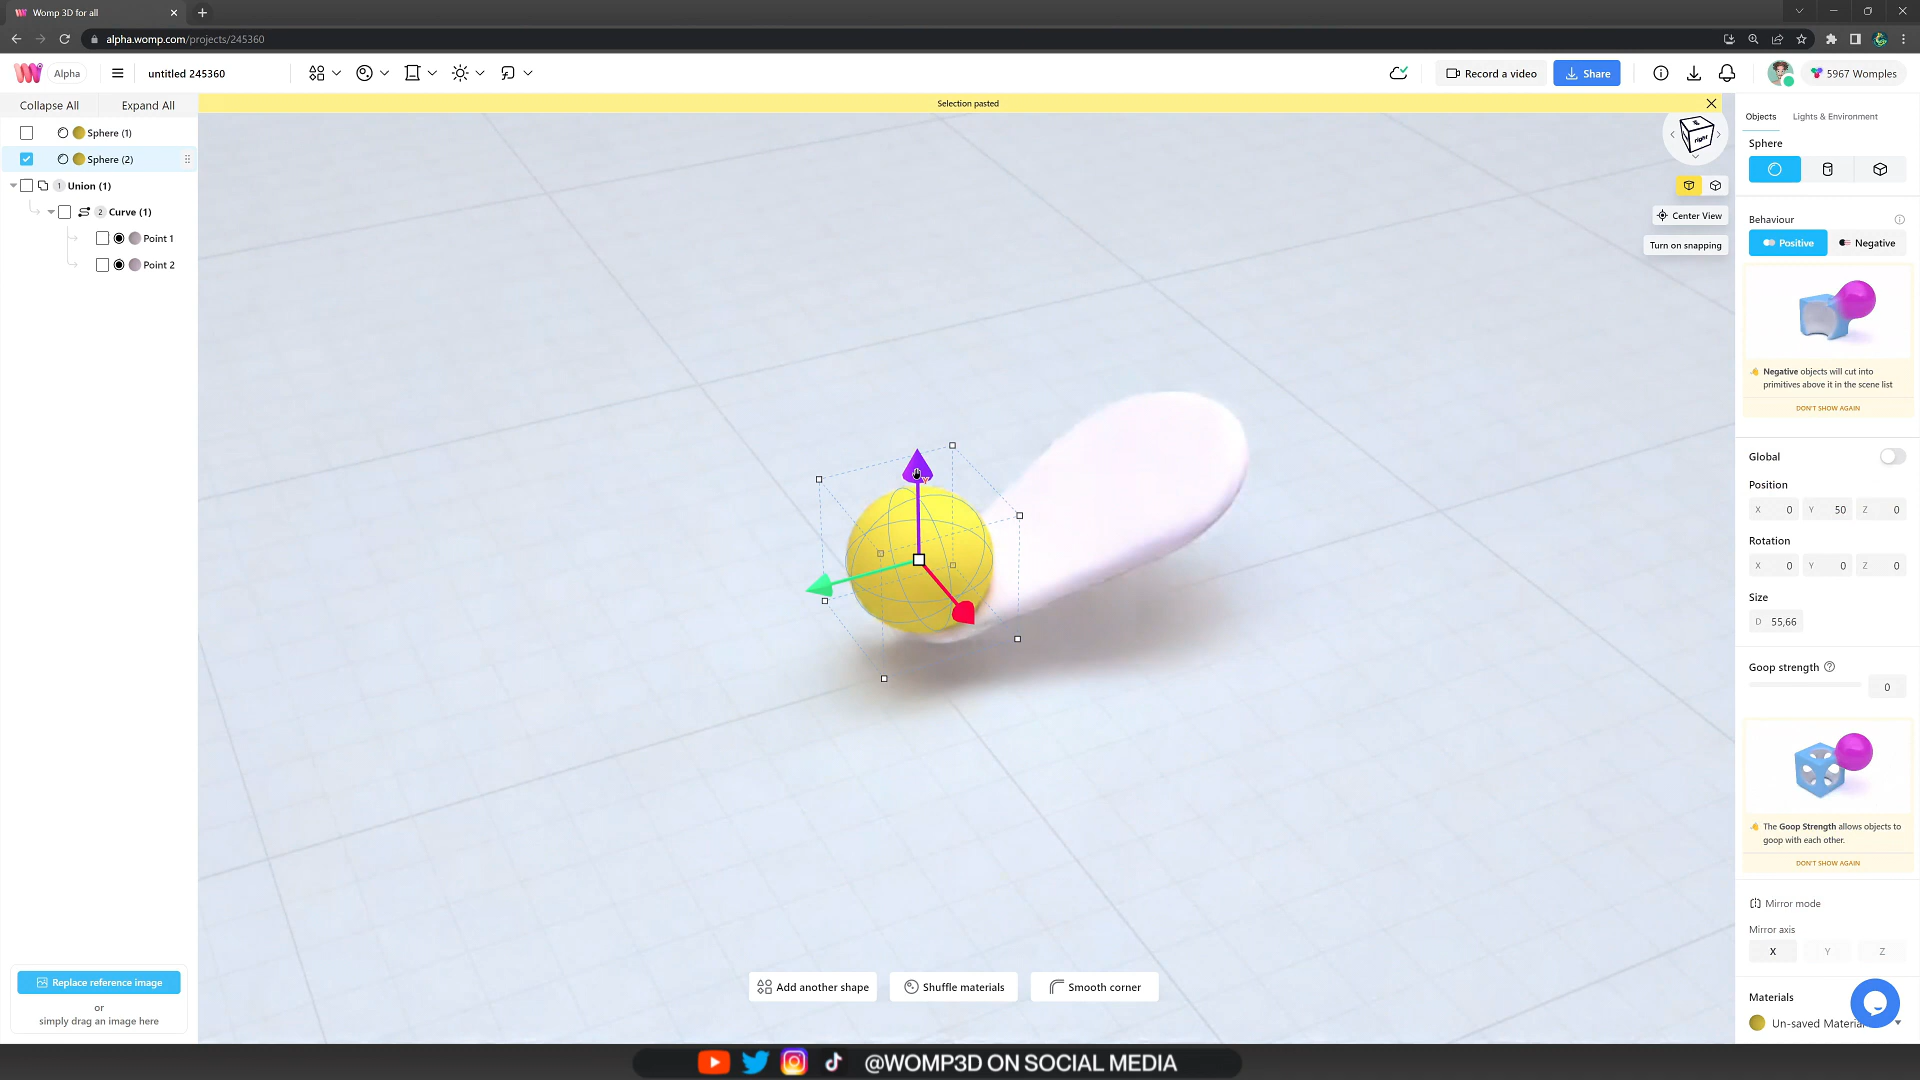 Womp 3D for all
alpha.womp.com/projects/245360
Alpha
untitled 245360
Record a video
Share
5967 Womples
Collapse All
Expand All
Selection pasted
Sphere (1)
Sphere (2)
1 Union (1)
2 Curve (1)
Point 1
Point 2
right
Center View
Turn on snapping
Objects
Lights & Environment
Sphere
Behaviour
Positive
Negative
Negative objects will cut into
primitives above it in the scene list
DON'T SHOW AGAIN
Global
Position
X 0 Y 50 Z 0
Rotation
X 0 Y 0 Z 0
Size
D 55,66
Goop strength
0
The Goop Strength allows objects to
goop with each other.
DON'T SHOW AGAIN
Mirror mode
Mirror axis
X Y Z
Materials
Un-saved Material
Replace reference image
or
simply drag an image here
Add another shape
Shuffle materials
Smooth corner
@WOMP3D ON SOCIAL MEDIA